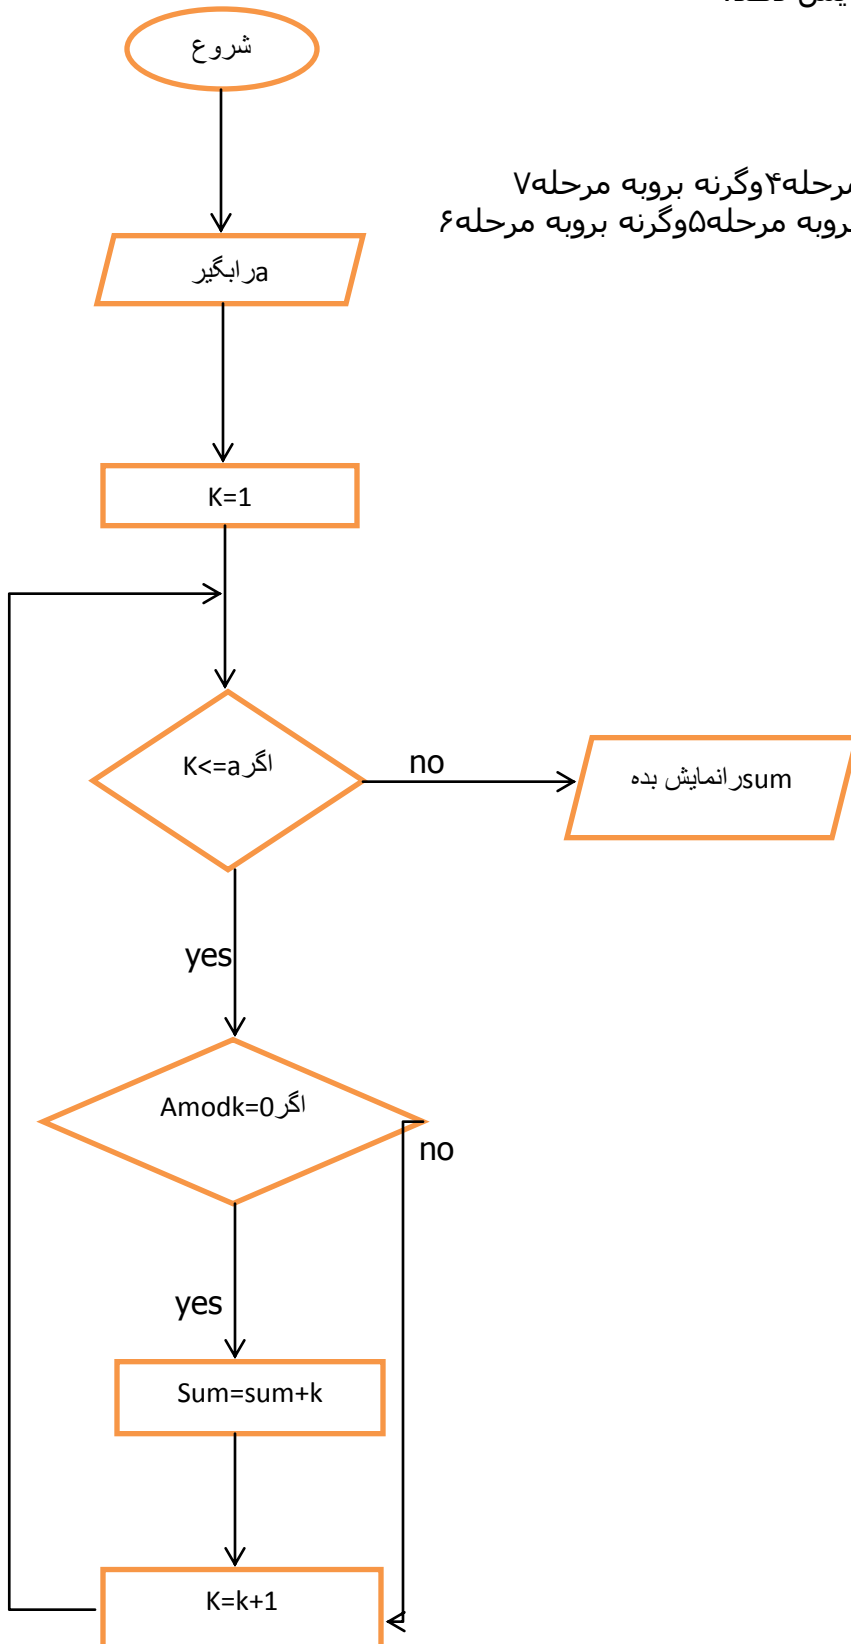 شروع
مرحله۴وگرنه بروبه مرحله۷
بروبه مرحله۵وگرنه بروبه مرحله۶
aرابگیر
K=1
اگرK<=a
no
sumرانمایش بده
yes
اگرAmodk=0
no
yes
Sum=sum+k
K=k+1